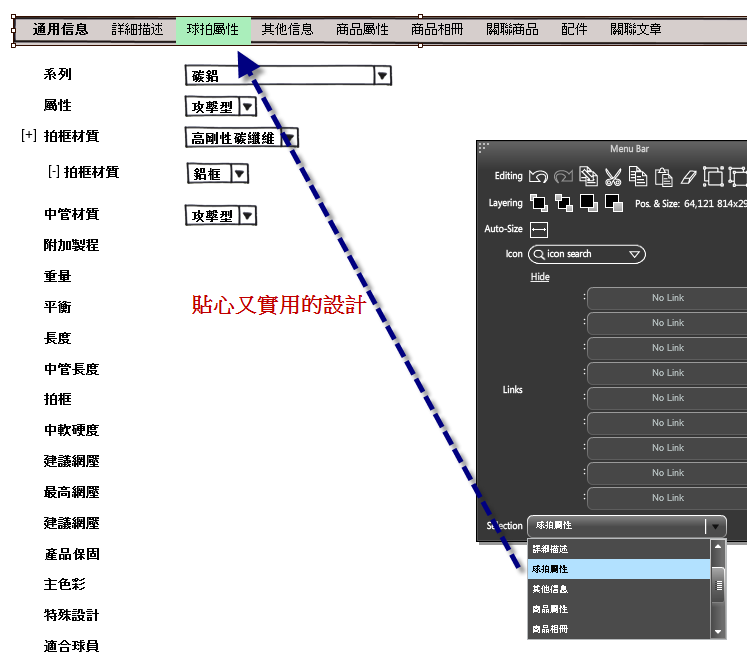 通用信息 詳細描述 球拍屬性 其他信息 商品屬性 商品相冊 關聯商品 配件 關聯文章
系列 碳鋁
屬性 攻擊型
[+] 拍框材質 高剛性碳纖維
[-] 拍框材質 鋁框
中管材質 攻擊型
附加製程
重量
平衡
長度
中管長度
拍框
中軟硬度
建議網壓
最高網壓
建議網壓
產品保固
主色彩
特殊設計
適合球員
貼心又實用的設計
Menu Bar
Editing
Layering Pos. & Size: 64,121 814x29
Auto-Size
Icon icon search
Hide
Links
: No Link
: No Link
: No Link
: No Link
: No Link
: No Link
: No Link
: No Link
: No Link
Selection 球拍屬性
詳細描述
球拍屬性
其他信息
商品屬性
商品相冊